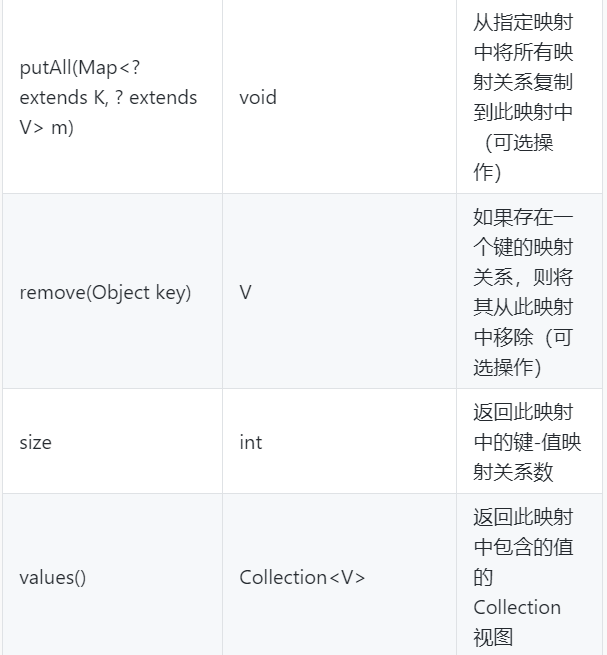 putAll(Map<?
extends K, ? extends
V> m)
void
从指定映射
中将所有映
射关系复制
到此映射中
（可选操
作）
remove(Object key)
V
如果存在一
个键的映射
关系，则将
其从此映射
中移除（可
选操作）
size
int
返回此映射
中的键-值映
射关系数
values()
Collection<V>
返回此映射
中包含的值
的
Collection
视图